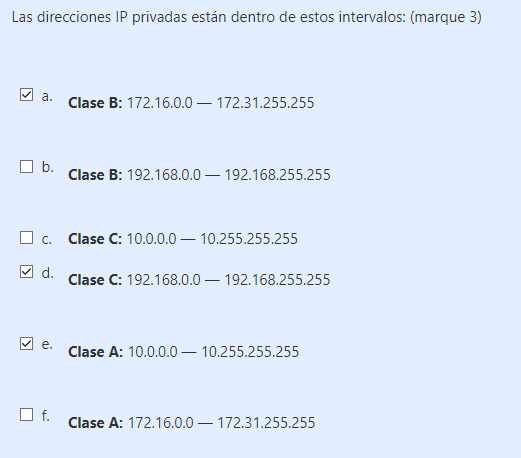 Las direcciones IP privadas están dentro de estos intervalos: (marque 3)
a. Clase B: 172.16.0.0 — 172.31.255.255
b. Clase B: 192.168.0.0 — 192.168.255.255
c. Clase C: 10.0.0.0 — 10.255.255.255
d. Clase C: 192.168.0.0 — 192.168.255.255
e. Clase A: 10.0.0.0 — 10.255.255.255
f. Clase A: 172.16.0.0 — 172.31.255.255